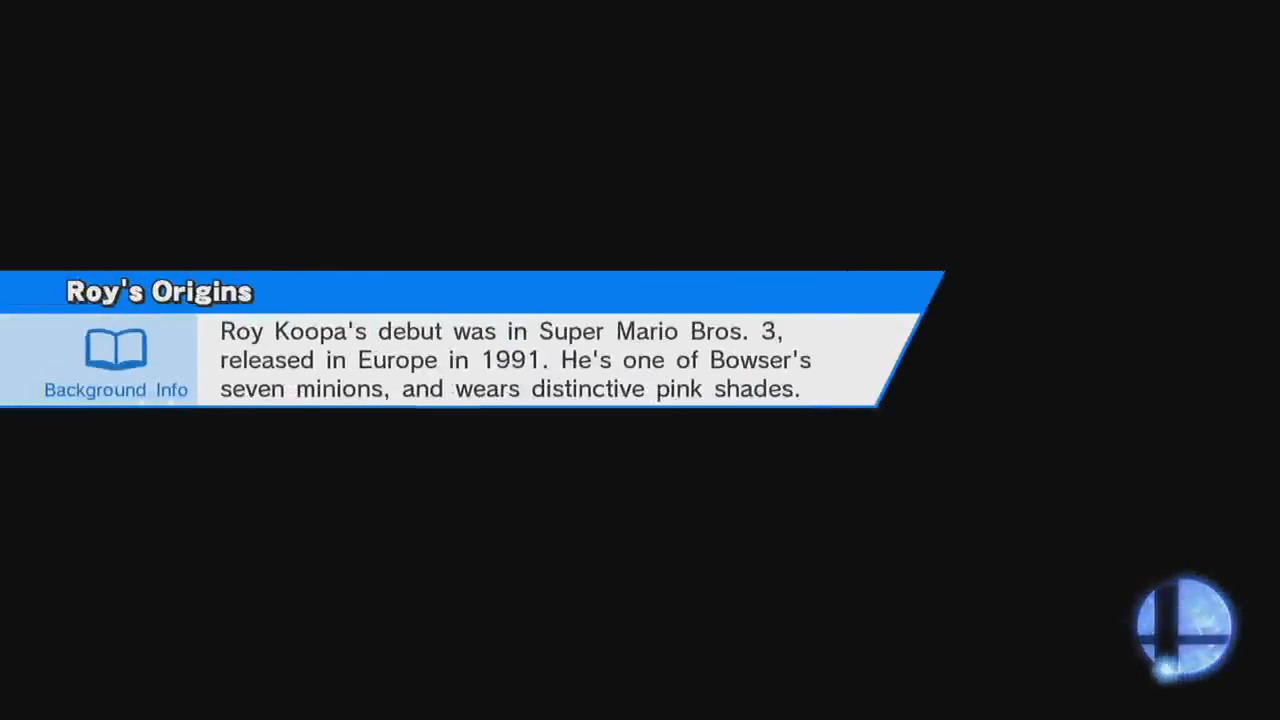 Roy's Origins
Roy Koopa's debut was in Super Mario Bros. 3,
released in Europe in 1991. He's one of Bowser's
seven minions, and wears distinctive pink shades.
Background Info